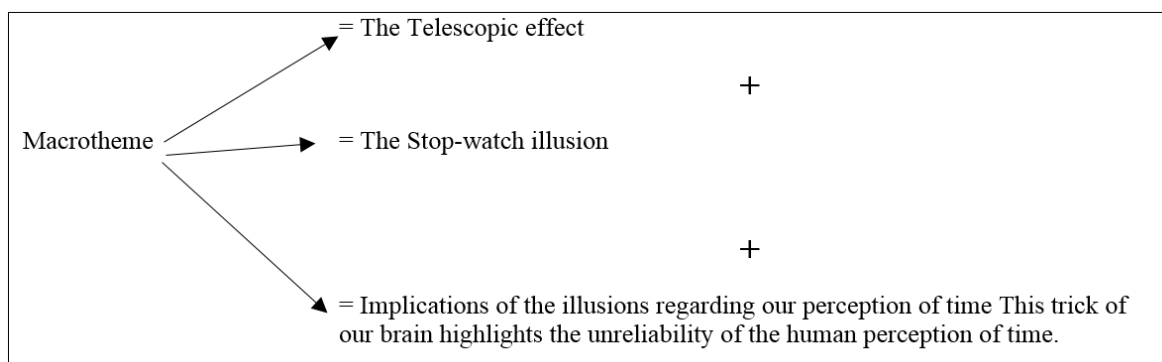 = The Telescopic effect
+
Macrotheme
= The Stop-watch illusion
+
= Implications of the illusions regarding our perception of time This trick of
our brain highlights the unreliability of the human perception of time.